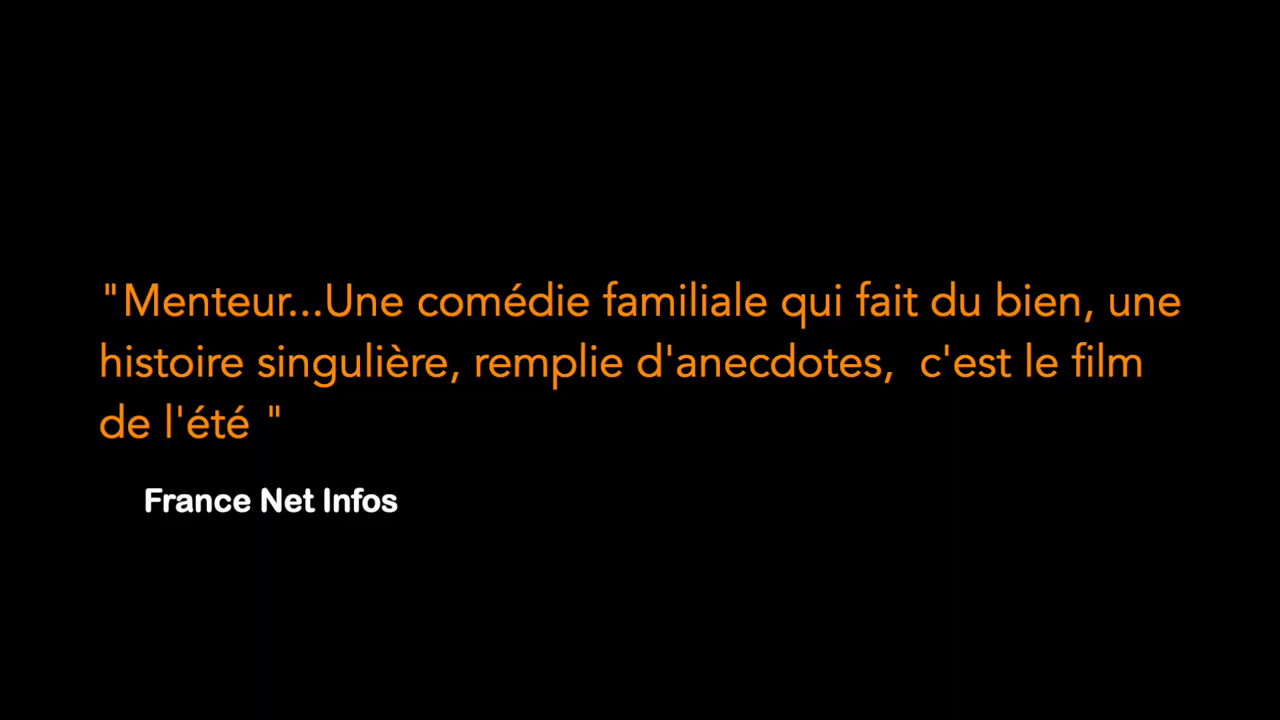 "Menteur...Une comédie familiale qui fait du bien, une
histoire singulière, remplie d'anecdotes,  c'est le film
de l'été "
France Net Infos